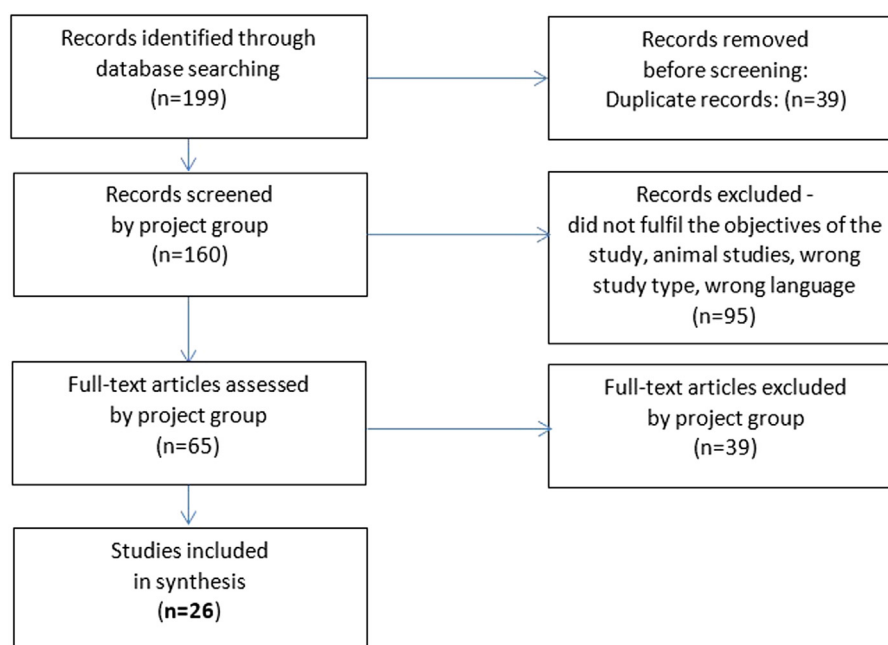 Records identified through
database searching
(n=199)
Records removed
before screening:
Duplicate records: (n=39)
Records screened
by project group
(n=160)
Records excluded -
did not fulfil the objectives of the
study, animal studies, wrong
study type, wrong language
(n=95)
Full-text articles assessed
by project group
(n=65)
Full-text articles excluded
by project group
(n=39)
Studies included
in synthesis
(n=26)